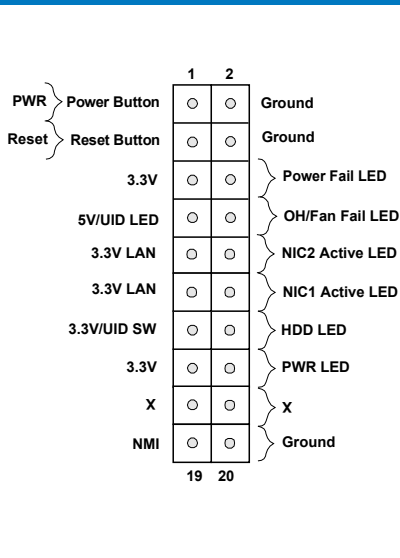 1 2
PWR Power Button Ground
Reset Reset Button Ground
3.3V Power Fail LED
5V/UID LED OH/Fan Fail LED
3.3V LAN NIC2 Active LED
3.3V LAN NIC1 Active LED
3.3V/UID SW HDD LED
3.3V PWR LED
X X
NMI Ground
19 20